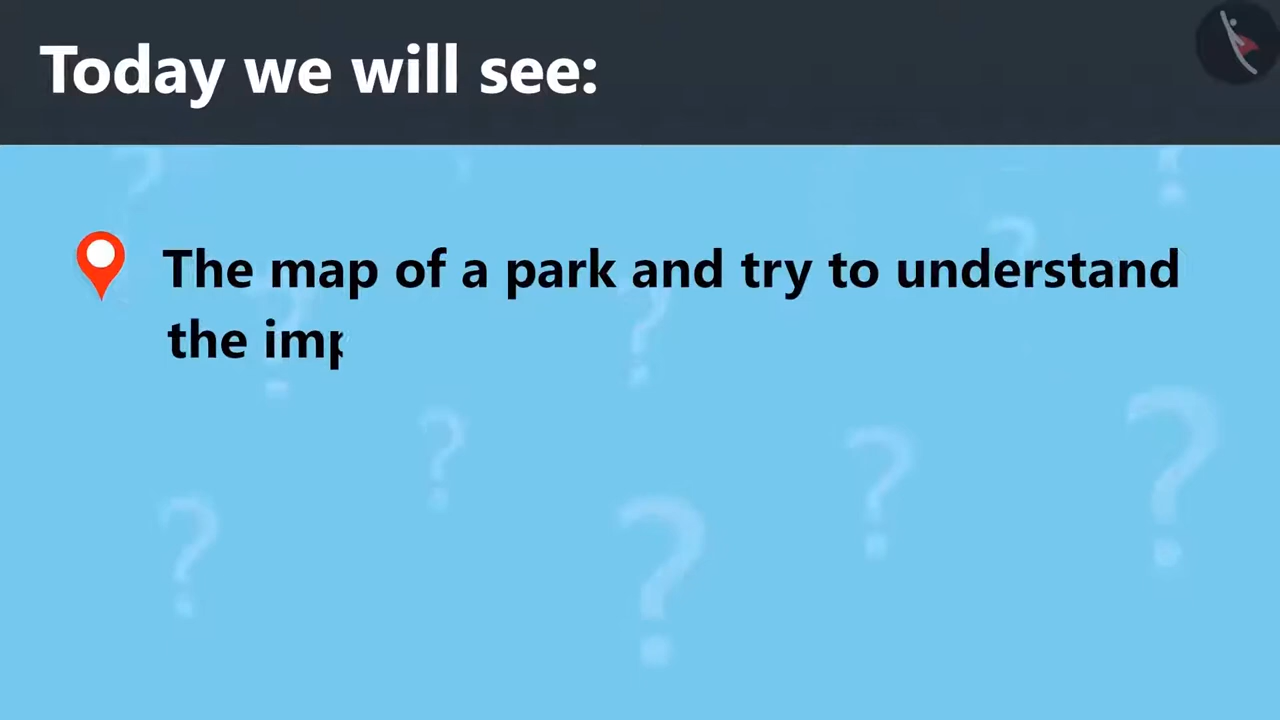 Today we will see:
The map of a park and try to understand
the imp